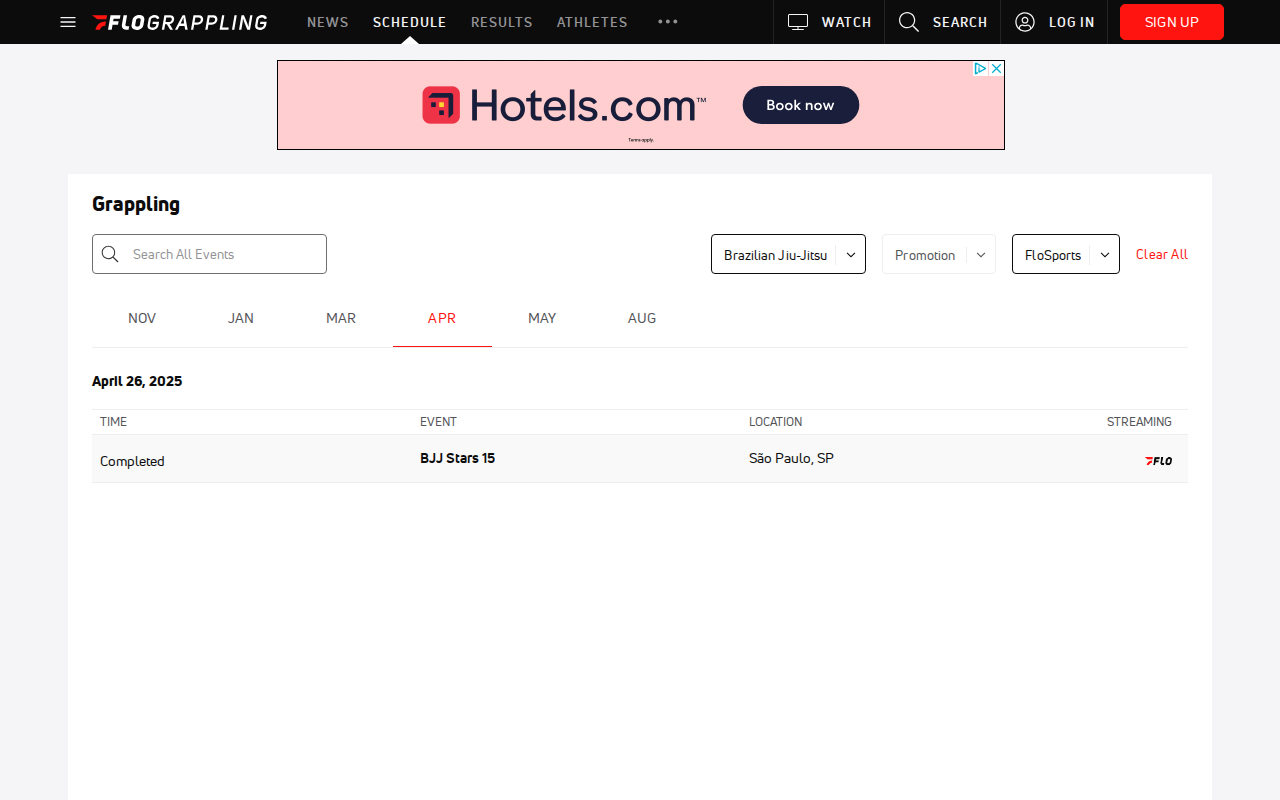 FLOGRAPPLING NEWS SCHEDULE RESULTS ATHLETES ••• WATCH SEARCH LOG IN SIGN UP
Hotels.com™ Book now
Terms apply.
Grappling
Search All Events Brazilian Jiu-Jitsu Promotion FloSports Clear All
NOV JAN MAR APR MAY AUG
April 26, 2025
TIME EVENT LOCATION STREAMING
Completed BJJ Stars 15 São Paulo, SP FLO